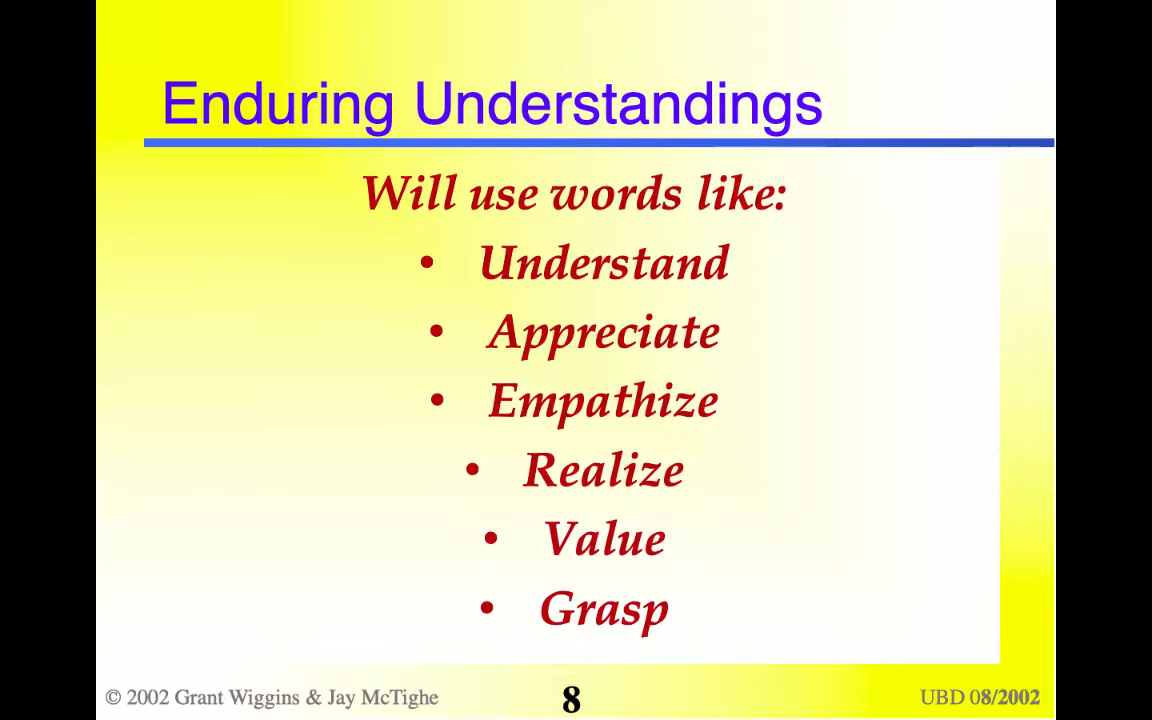 Enduring Understandings
Will use words like:
• Understand
• Appreciate
• Empathize
• Realize
• Value
• Grasp
© 2002 Grant Wiggins & Jay McTighe 8 UBD 08/2002